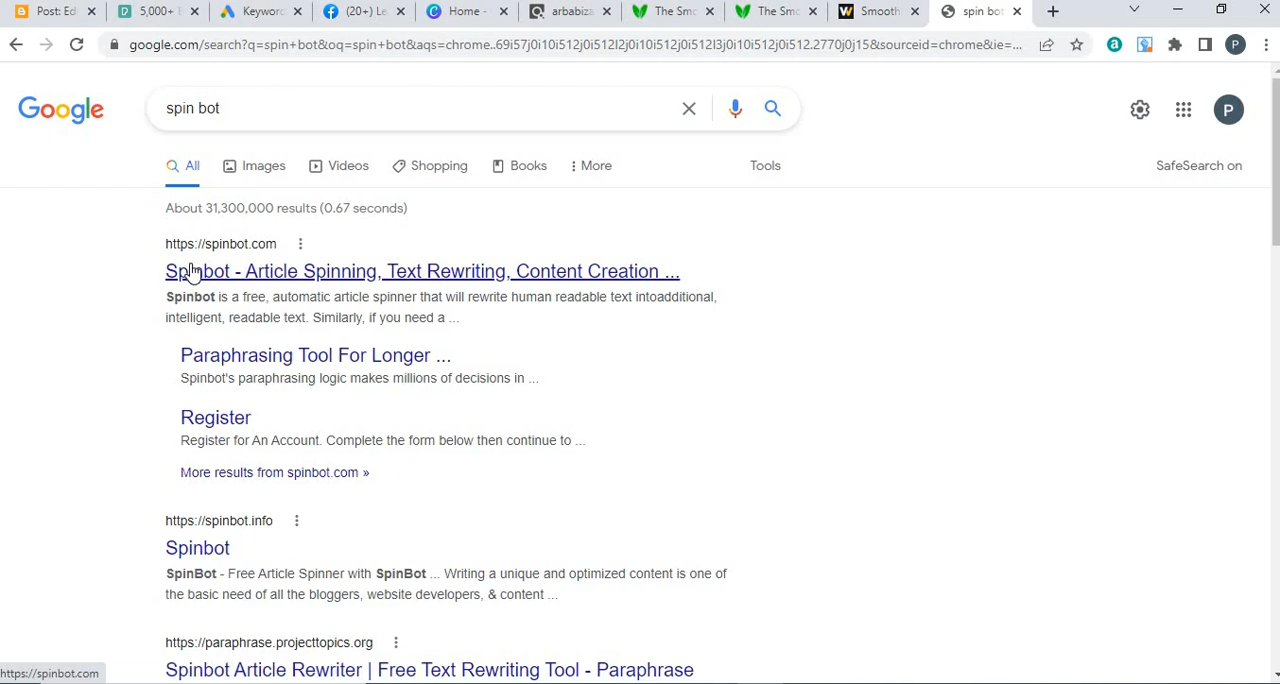 Post: Ed
5,000+ E
Keyword
(20+) Le
Home -
arbabiza
The Smo
The Smo
Smooth
spin bot
google.com/search?q=spin+bot&oq=spin+bot&aqs=chrome..69i57j0i10i512j0i512l2j0i10i512j0i512l3j0i10i512j0i512.2770j0j15&sourceid=chrome&ie=...
P
Google
spin bot
P
All
Images
Videos
Shopping
Books
More
Tools
SafeSearch on
About 31,300,000 results (0.67 seconds)
https://spinbot.com
Spinbot - Article Spinning, Text Rewriting, Content Creation ...
Spinbot is a free, automatic article spinner that will rewrite human readable text intoadditional,
intelligent, readable text. Similarly, if you need a ...
Paraphrasing Tool For Longer ...
Spinbot's paraphrasing logic makes millions of decisions in ...
Register
Register for An Account. Complete the form below then continue to ...
More results from spinbot.com »
https://spinbot.info
Spinbot
SpinBot - Free Article Spinner with SpinBot ... Writing a unique and optimized content is one of
the basic need of all the bloggers, website developers, & content ...
https://paraphrase.projecttopics.org
Spinbot Article Rewriter | Free Text Rewriting Tool - Paraphrase
https://spinbot.com